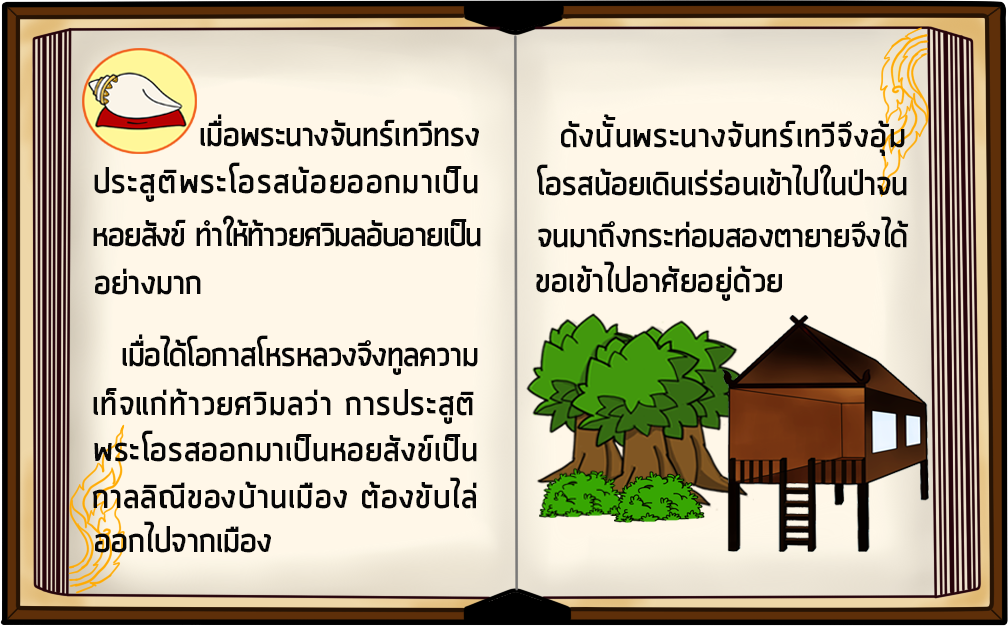 เมื่อพระนางจันทร์เทวีทรง
ประสูติพระโอรสน้อยออกมาเป็น
หอยสังข์ ทำให้ท้าวยศวิมลอับอายเป็น
อย่างมาก
เมื่อได้โอกาสโหรหลวงจึงทูลความ
เท็จแก่ท้าวยศวิมลว่า การประสูติ
พระโอรสออกมาเป็นหอยสังข์เป็น
กาลลิณีของบ้านเมือง ต้องขับไล่
ออกไปจากเมือง
ดังนั้นพระนางจันทร์เทวีจึงอุ้ม
โอรสน้อยเดินเร่ร่อนเข้าไปในป่าจน
จนมาถึงกระท่อมสองตายายจึงได้
ขอเข้าไปอาศัยอยู่ด้วย